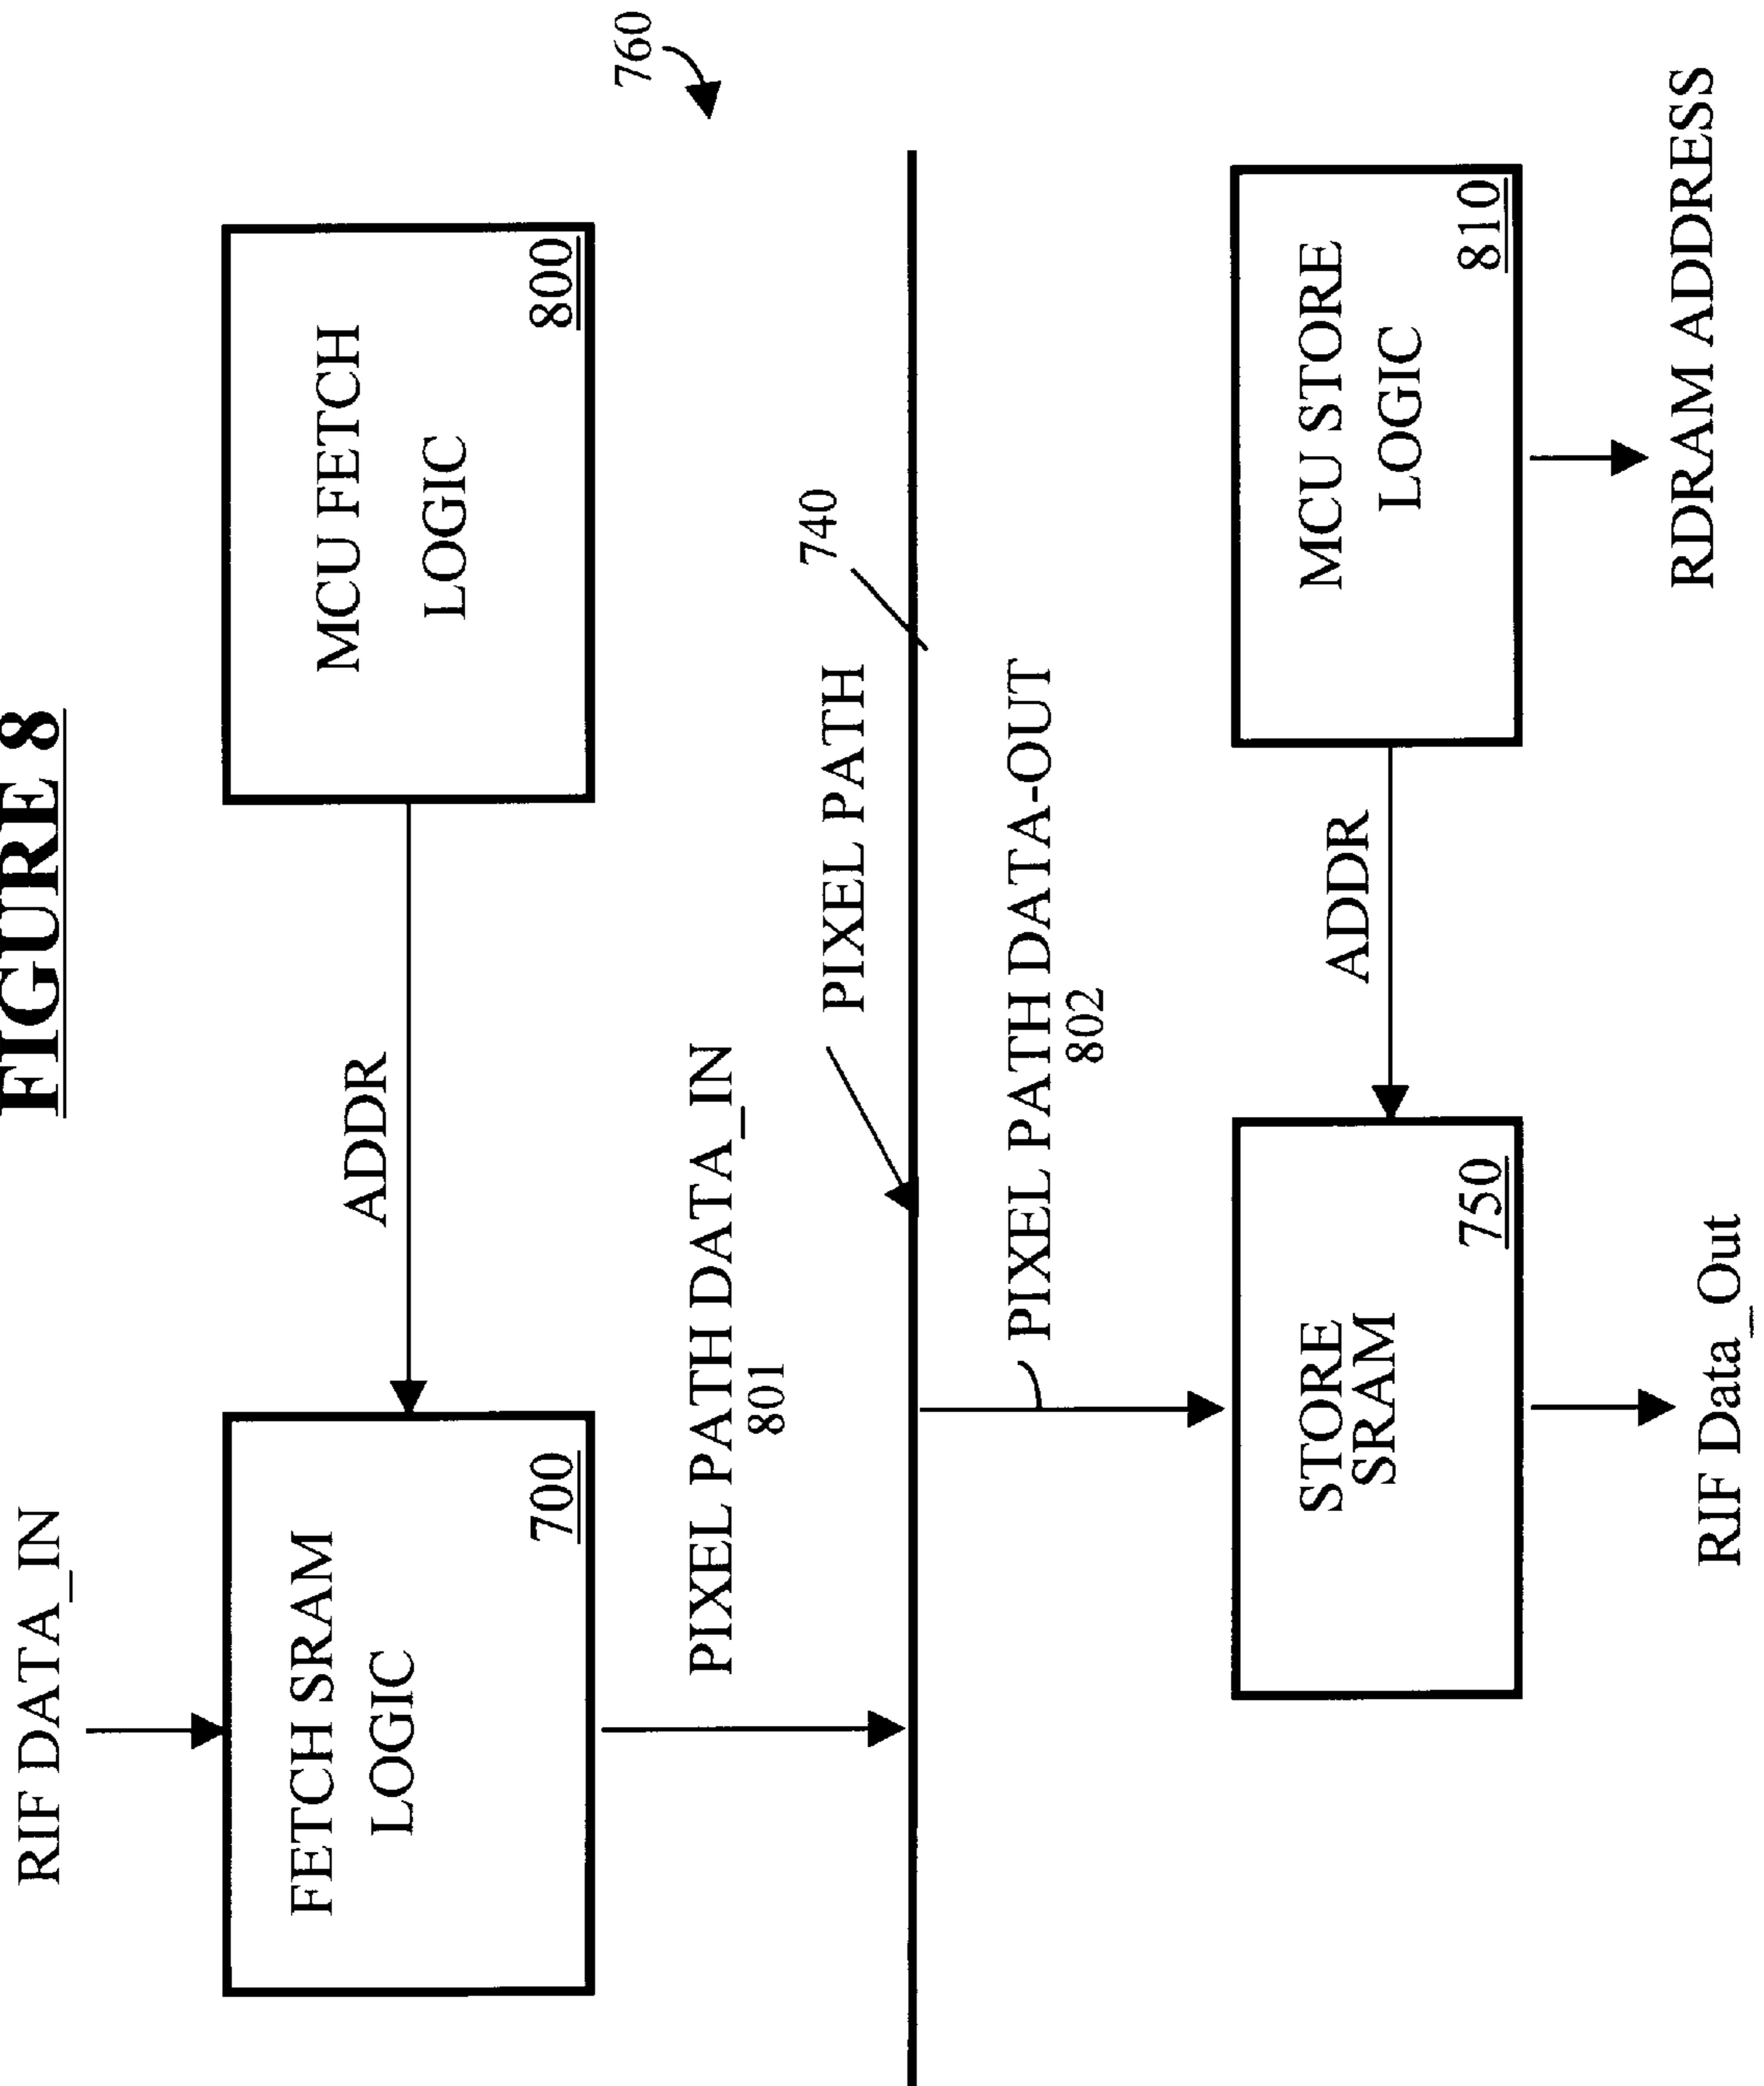 FIGURE 8
760
RIF DATA_IN
FETCH SRAM
LOGIC
700
ADDR
MCU FETCH
LOGIC
800
PIXEL PATH DATA_IN
801
PIXEL PATH
740
PIXEL PATH DATA-OUT
802
STORE
SRAM
750
ADDR
MCU STORE
LOGIC
810
RIF Data_Out
RDRAM ADDRESS